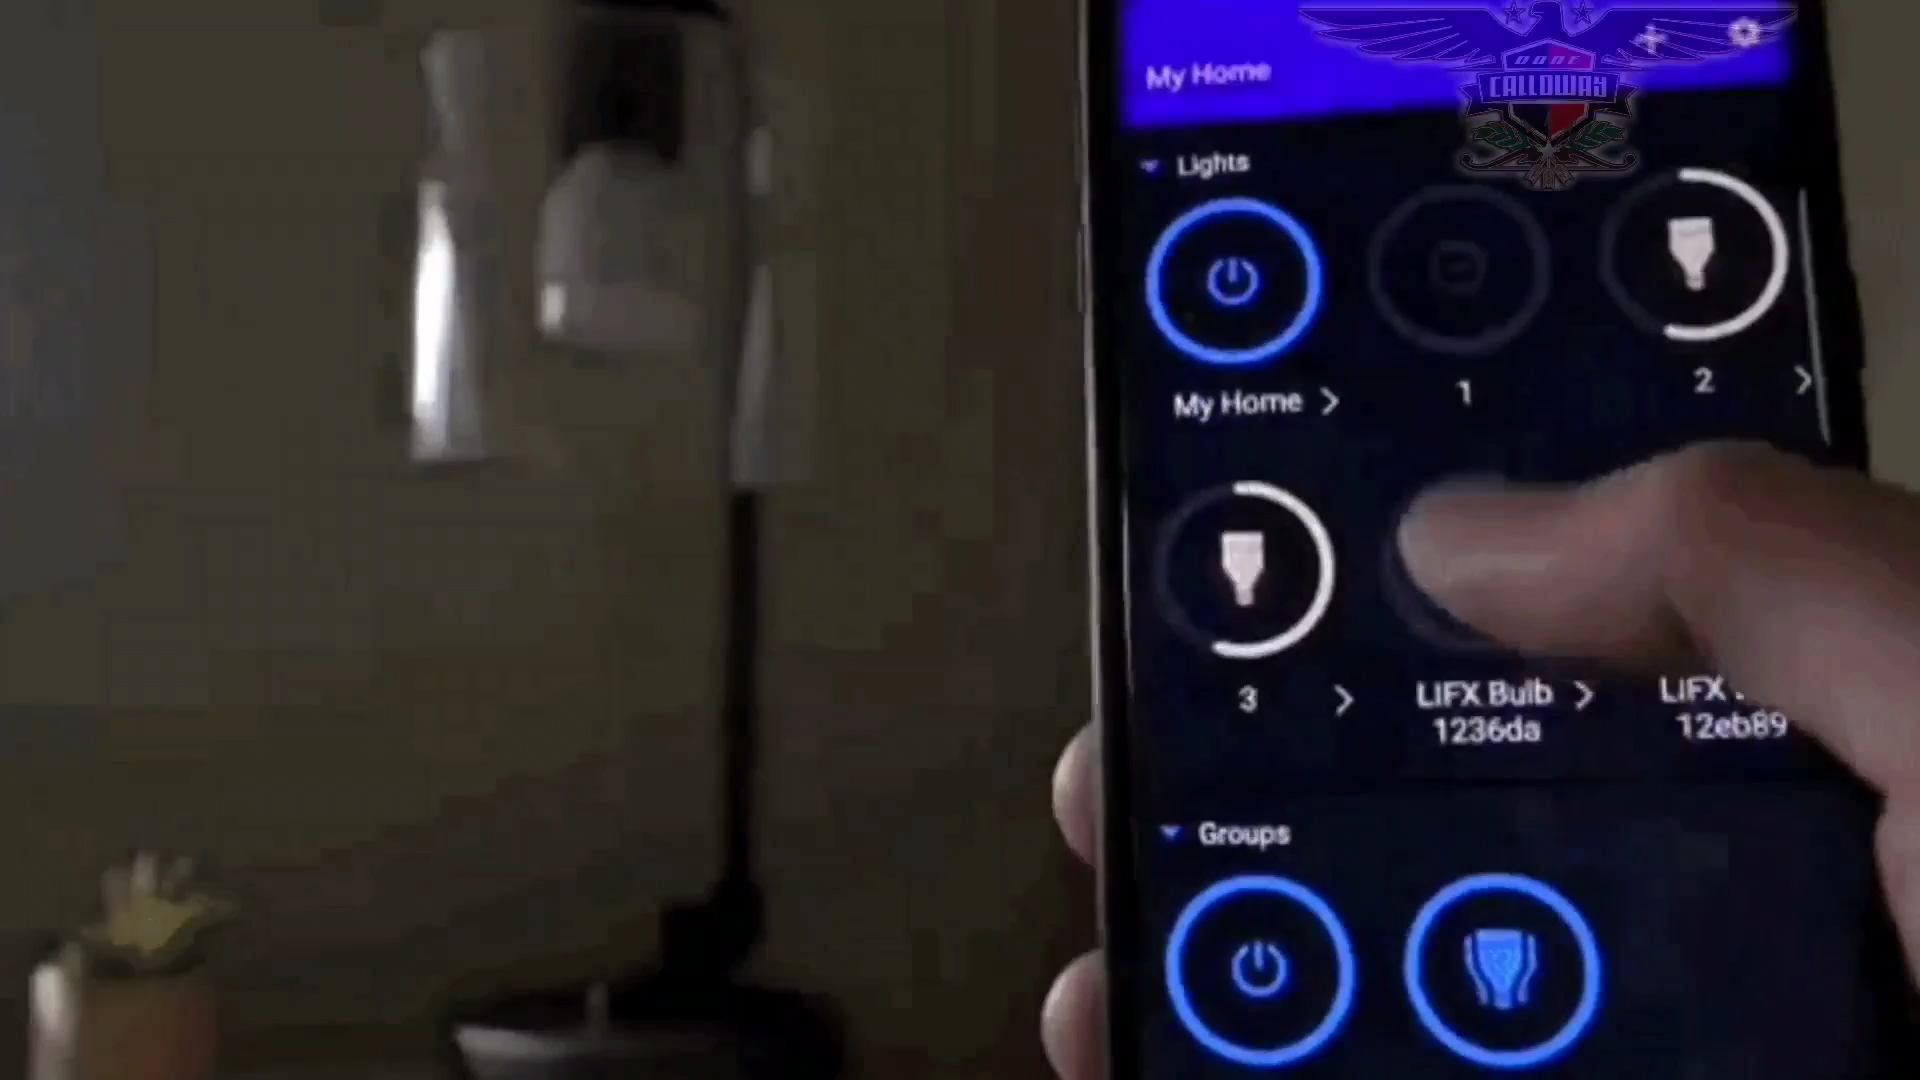 My Home
CALLOWAY
Lights
My Home
1
2
3
LIFX Bulb
1236da
LIFX
12eb89
Groups